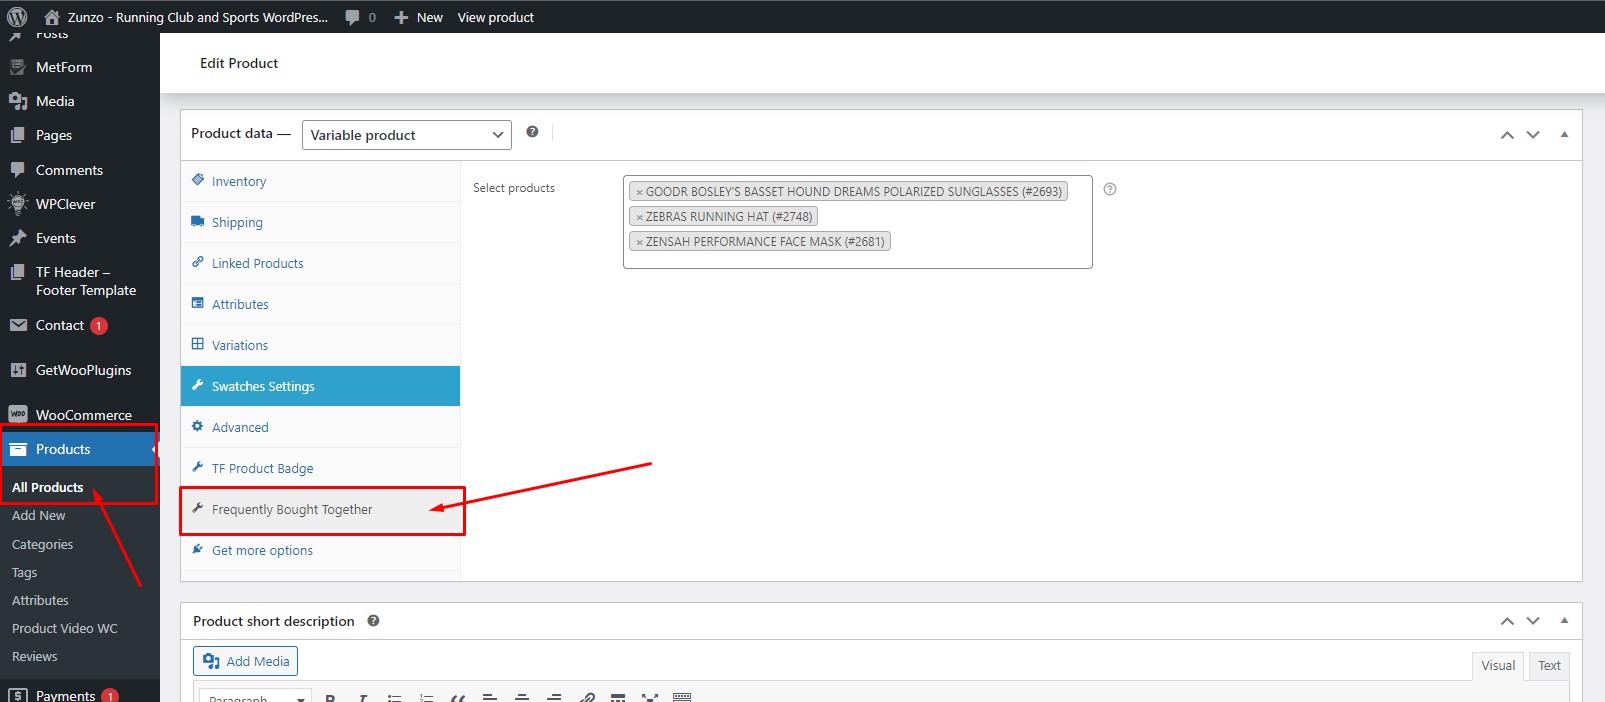 Zunzo - Running Club and Sports WordPres... 0 New View product
Posts
MetForm
Media
Pages
Comments
WPClever
Events
TF Header –
Footer Template
Contact 1
GetWooPlugins
WooCommerce
Products
All Products
Add New
Categories
Tags
Attributes
Product Video WC
Reviews
Payments 1
Edit Product
Product data — Variable product
Inventory
Shipping
Linked Products
Attributes
Variations
Swatches Settings
Advanced
TF Product Badge
Frequently Bought Together
Get more options
Select products
× GOODR BOSLEY'S BASSET HOUND DREAMS POLARIZED SUNGLASSES (#2693)
× ZEBRAS RUNNING HAT (#2748)
× ZENSAH PERFORMANCE FACE MASK (#2681)
Product short description
Add Media
Visual Text
Paragraph B I